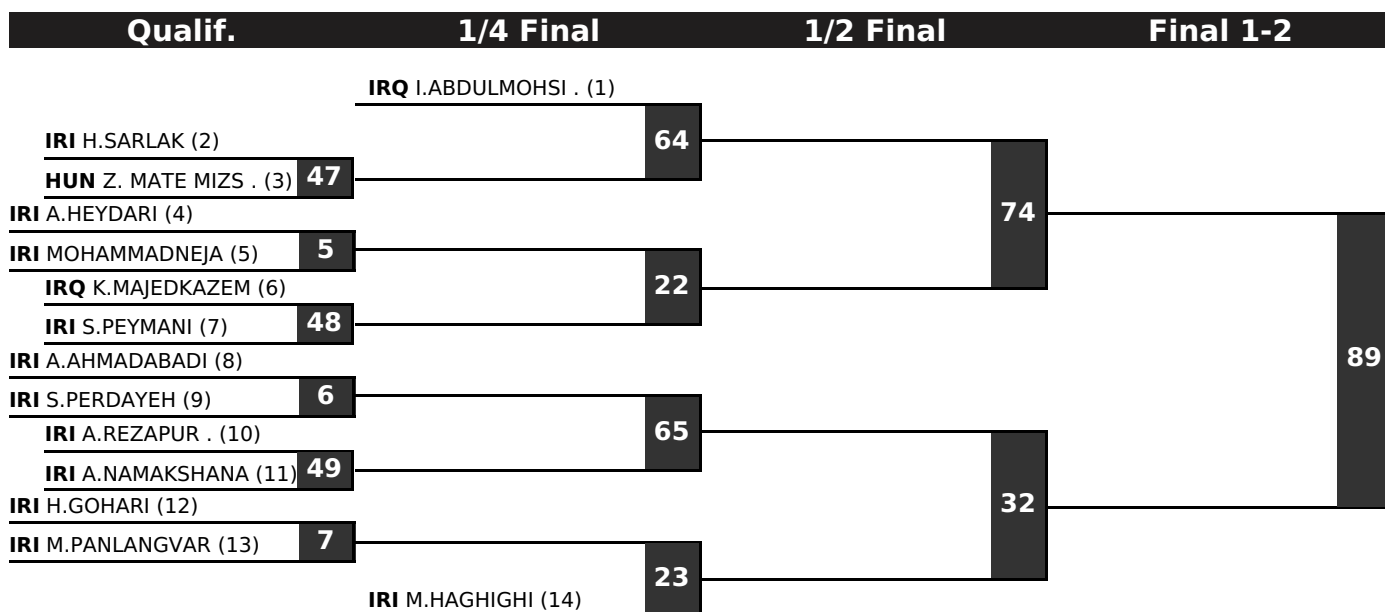 Qualif. 1/4 Final 1/2 Final Final 1-2
IRQ I.ABDULMOHSI . (1)
64
IRI H.SARLAK (2)
HUN Z. MATE MIZS . (3) 47
74
IRI A.HEYDARI (4)
IRI MOHAMMADNEJA (5) 5
22
IRQ K.MAJEDKAZEM (6)
IRI S.PEYMANI (7) 48
89
IRI A.AHMADABADI (8)
IRI S.PERDAYEH (9) 6
65
IRI A.REZAPUR . (10)
IRI A.NAMAKSHANA (11) 49
32
IRI H.GOHARI (12)
IRI M.PANLANGVAR (13) 7
23
IRI M.HAGHIGHI (14)